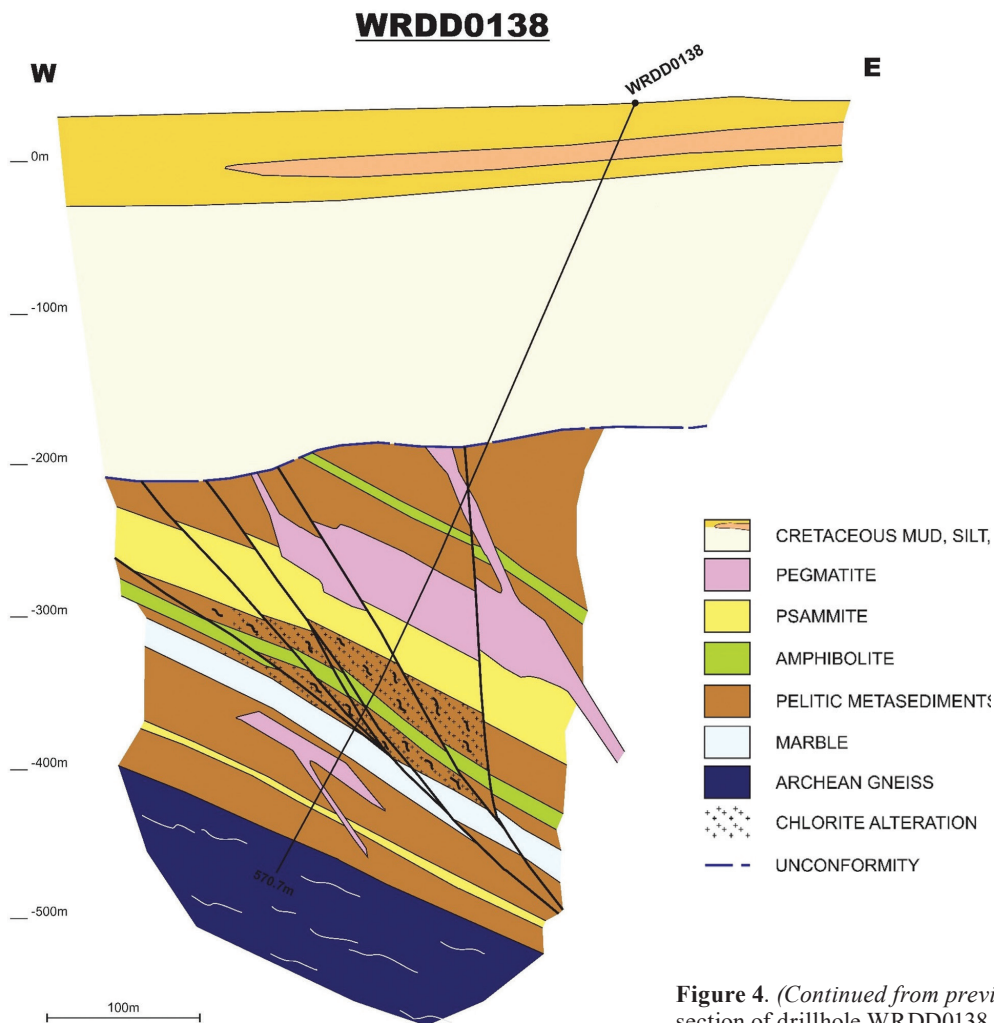 WRDD0138
W
E
WRDD0138
0m
-100m
-200m
-300m
-400m
-500m
570.7m
100m
CRETACEOUS MUD, SILT,
PEGMATITE
PSAMMITE
AMPHIBOLITE
PELITIC METASEDIMENTS
MARBLE
ARCHEAN GNEISS
CHLORITE ALTERATION
UNCONFORMITY
Figure 4. (Continued from previ
section of drillhole WRDD0138